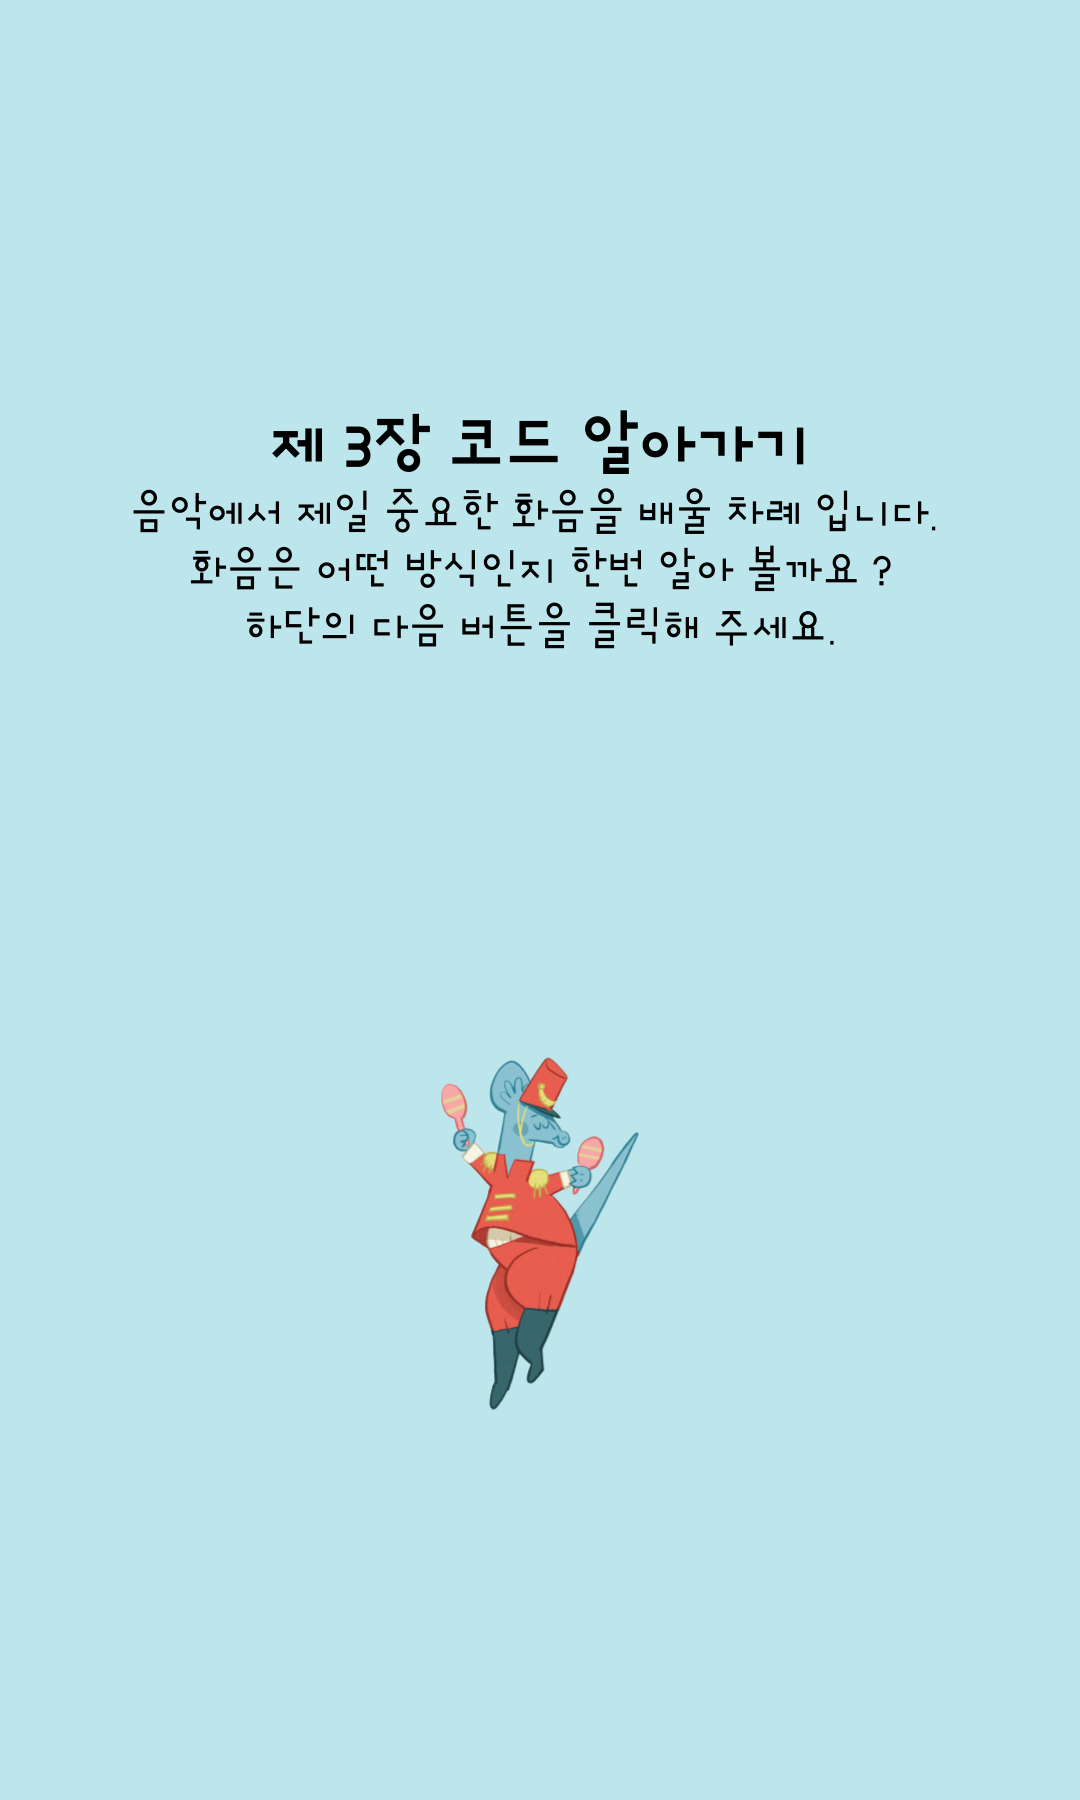 제 3장 코드 알아가기
음악에서 제일 중요한 화음을 배울 차례 입니다.
화음은 어떤 방식인지 한번 알아 볼까요 ?
하단의 다음 버튼을 클릭해 주세요.